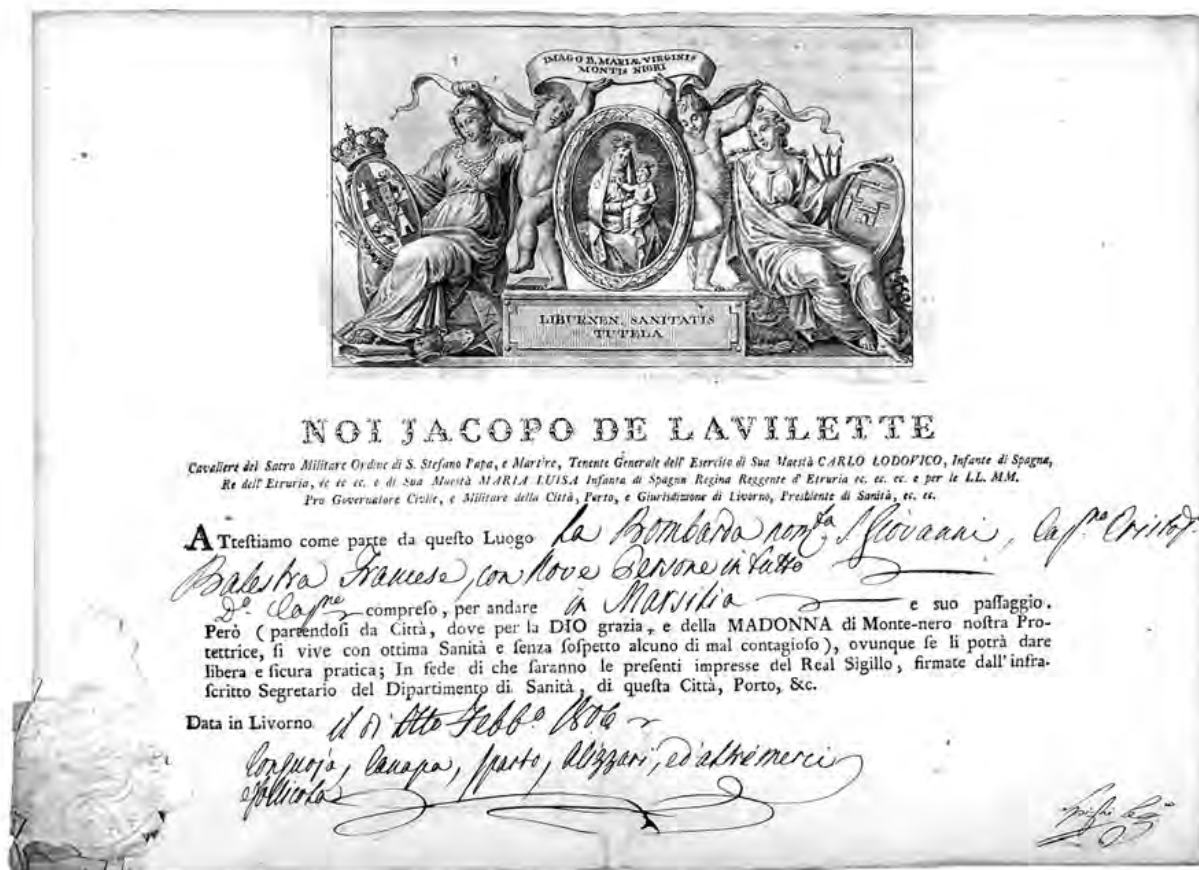 IMAGO B. MARIÆ VIRGINIS
MONTIS NIGRI
LIBURNEN. SANITATIS
TUTELA
NOI JACOPO DE LAVILETTE
Cavaliere del Sacro Militare Ordine di S. Stefano Papa, e Mart're, Tenente Generale dell' Esercito di Sua Maestà CARLO LODOVICO, Infante di Spagna,
Re dell' Etruria, ec ec ec. e di Sua Maestà MARIA LUISA Infanta di Spagna Regina Reggente d' Etruria ec. ec. ec. e per le LL. MM.
Pro Governatore Civile, e Militare della Città, Porto, e Giurisdizione di Livorno, Presidente di Sanità, ec. ec.
ATteſtiamo come parte da queſto Luogo La Bombarda nom.ta S. Giovanni, Cap.no Cristof.o
Balestra Francese, con Nove Persone in tutto
D.o Cap.ne compreſo, per andare in Marsilia e suo paſſaggio.
Però (partendoſi da Città, dove per la DIO grazia, e della MADONNA di Monte-nero noſtra Pro-
tettrice, ſi vive con ottima Sanità e ſenza ſoſpetto alcuno di mal contagioſo), ovunque ſe li potrà dare
libera e ſicura pratica; In fede di che ſaranno le preſenti impresse del Real Sigillo, firmate dall'infra-
ſcritto Segretario del Dipartimento di Sanità, di queſta Città, Porto, &c.
Data in Livorno il dì Otto Febb.o 1806
Con cuoja, Canapa, sparto, Alizzari, ed altre merci